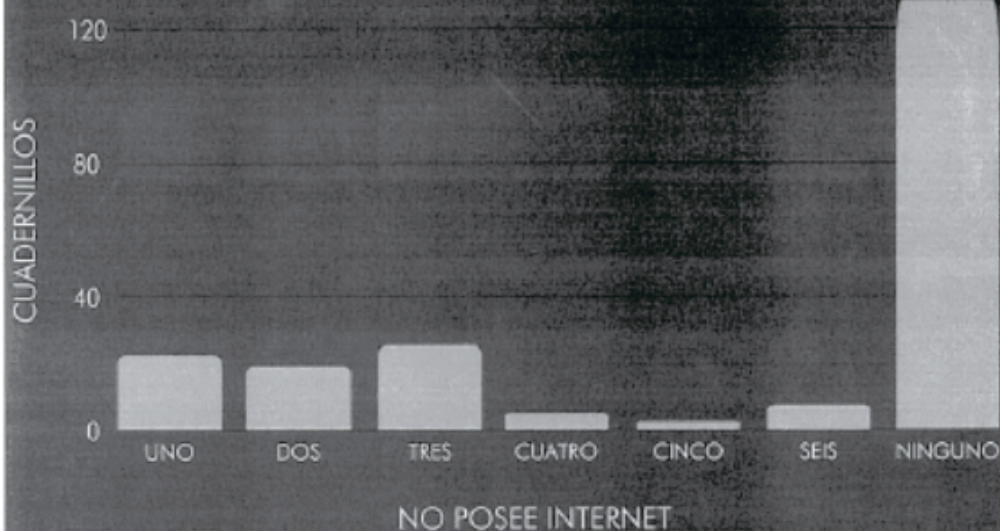 120
80
40
0
CUADERNILLOS
UNO DOS TRES CUATRO CINCO SEIS NINGUNO
NO POSEE INTERNET